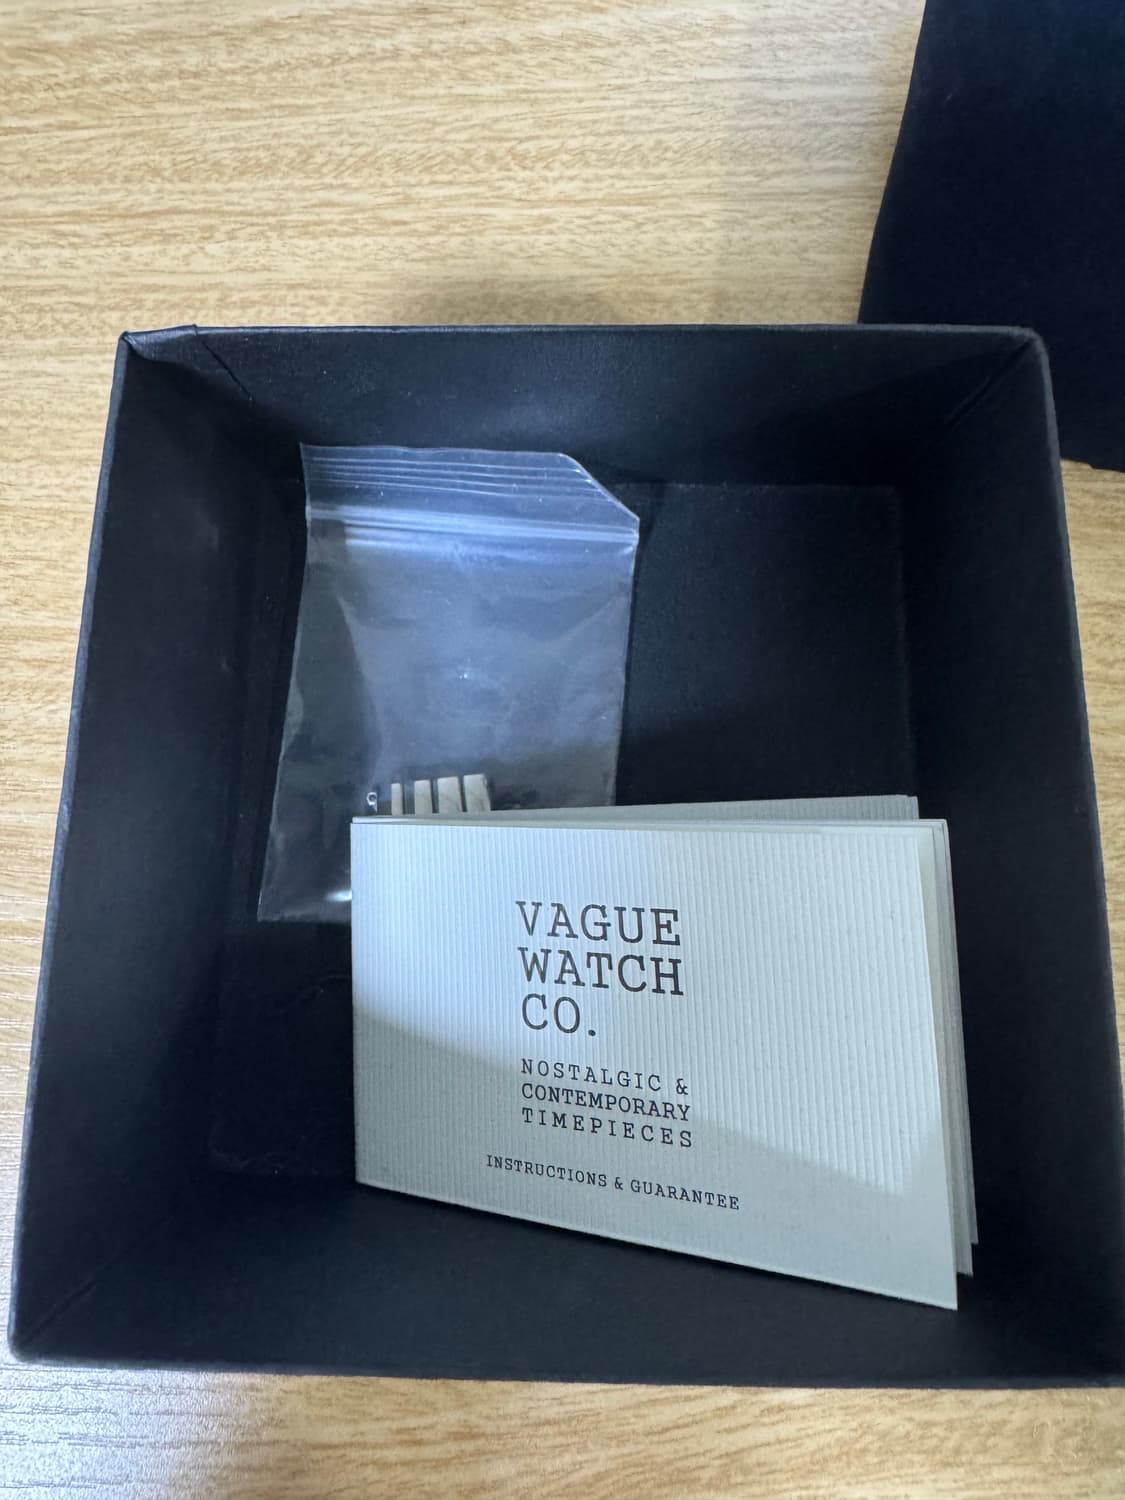 VAGUE
WATCH
CO.
NOSTALGIC &
CONTEMPORARY
TIMEPIECES
INSTRUCTIONS & GUARANTEE